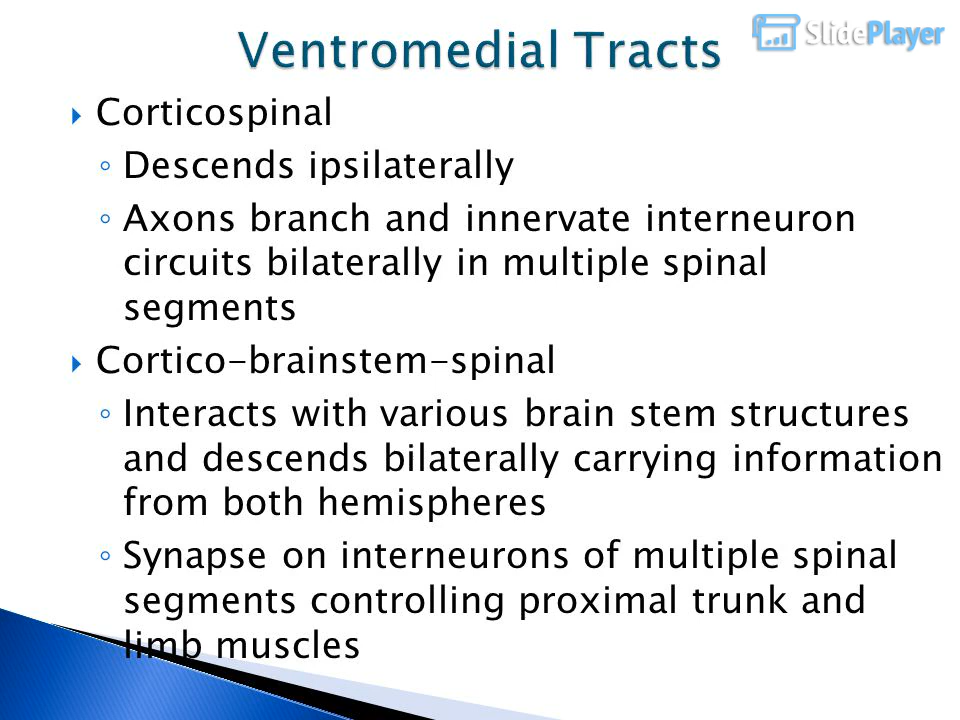 Ventromedial Tracts
SlidePlayer
Corticospinal
Descends ipsilaterally
Axons branch and innervate interneuron
circuits bilaterally in multiple spinal
segments
Cortico-brainstem-spinal
Interacts with various brain stem structures
and descends bilaterally carrying information
from both hemispheres
Synapse on interneurons of multiple spinal
segments controlling proximal trunk and
limb muscles